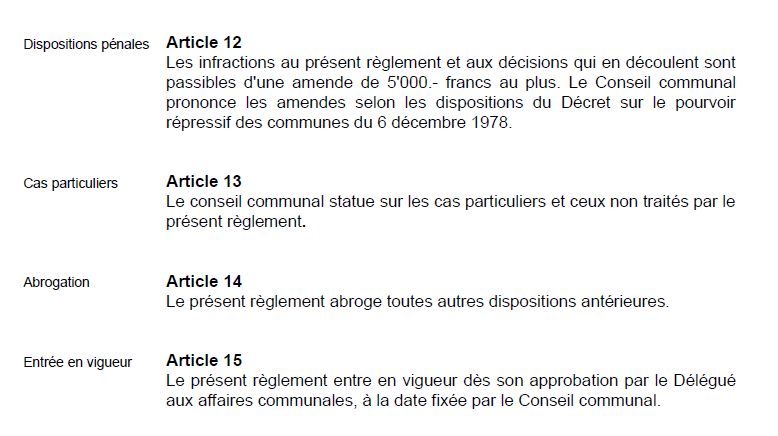 Dispositions pénales Article 12
Les infractions au présent règlement et aux décisions qui en découlent sont
passibles d'une amende de 5'000.- francs au plus. Le Conseil communal
prononce les amendes selon les dispositions du Décret sur le pourvoir
répressif des communes du 6 décembre 1978.
Cas particuliers Article 13
Le conseil communal statue sur les cas particuliers et ceux non traités par le
présent règlement.
Abrogation Article 14
Le présent règlement abroge toutes autres dispositions antérieures.
Entrée en vigueur Article 15
Le présent règlement entre en vigueur dès son approbation par le Délégué
aux affaires communales, à la date fixée par le Conseil communal.